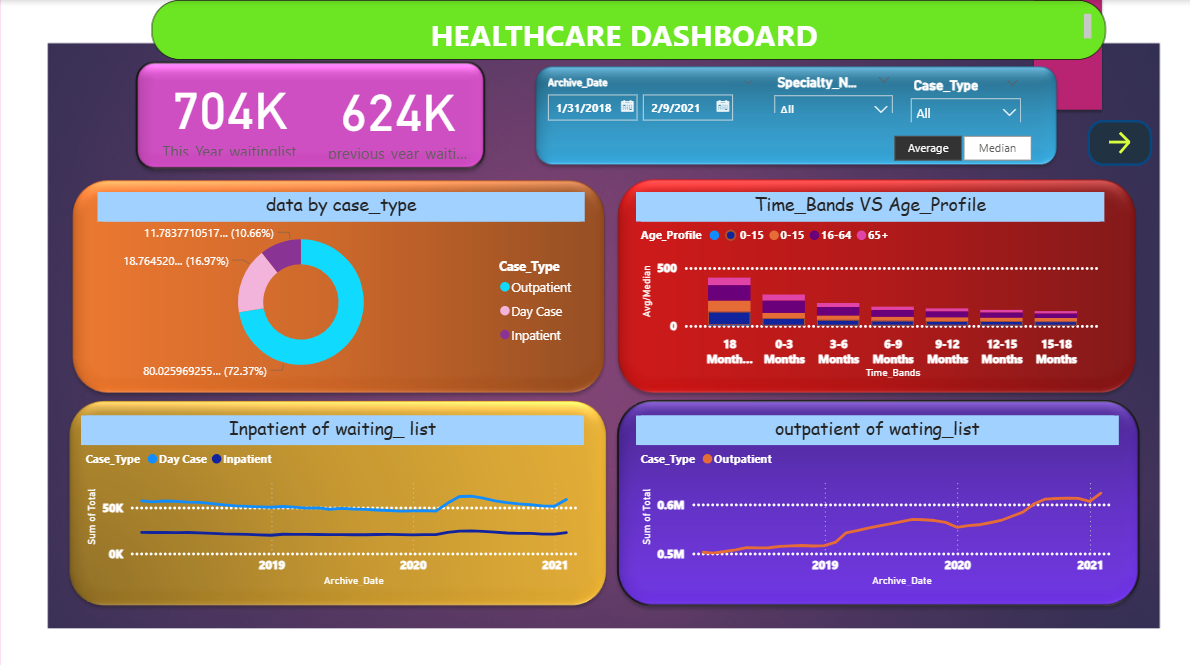 HEALTHCARE DASHBOARD
704K
This Year waitinglist
624K
previous year waiti...
Archive_Date
1/31/2018
2/9/2021
Specialty_N...
All
Case_Type
All
Average
Median
data by case_type
11.7837710517... (10.66%)
18.764520... (16.97%)
80.025969255... (72.37%)
Case_Type
Outpatient
Day Case
Inpatient
Time_Bands VS Age_Profile
Age_Profile 0-15 0-15 16-64 65+
Avg/Median
500
0
18 Month...
0-3 Months
3-6 Months
6-9 Months
9-12 Months
12-15 Months
15-18 Months
Time_Bands
Inpatient of waiting_ list
Case_Type Day Case Inpatient
Sum of Total
50K
0K
2019 2020 2021
Archive_Date
outpatient of wating_list
Case_Type Outpatient
Sum of Total
0.6M
0.5M
2019 2020 2021
Archive_Date